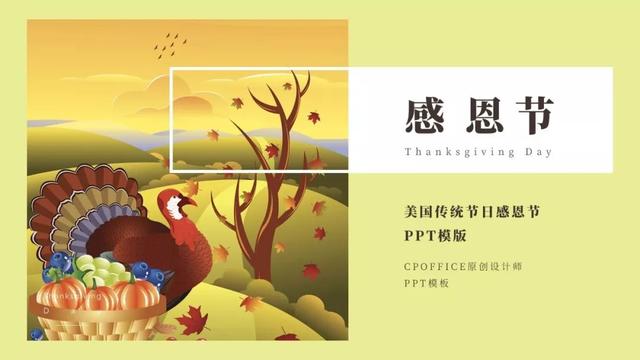 感恩节
Thanksgiving Day
美国传统节日感恩节
PPT模版
CPOFFICE原创设计师
PPT模板
Thanksgiving
D